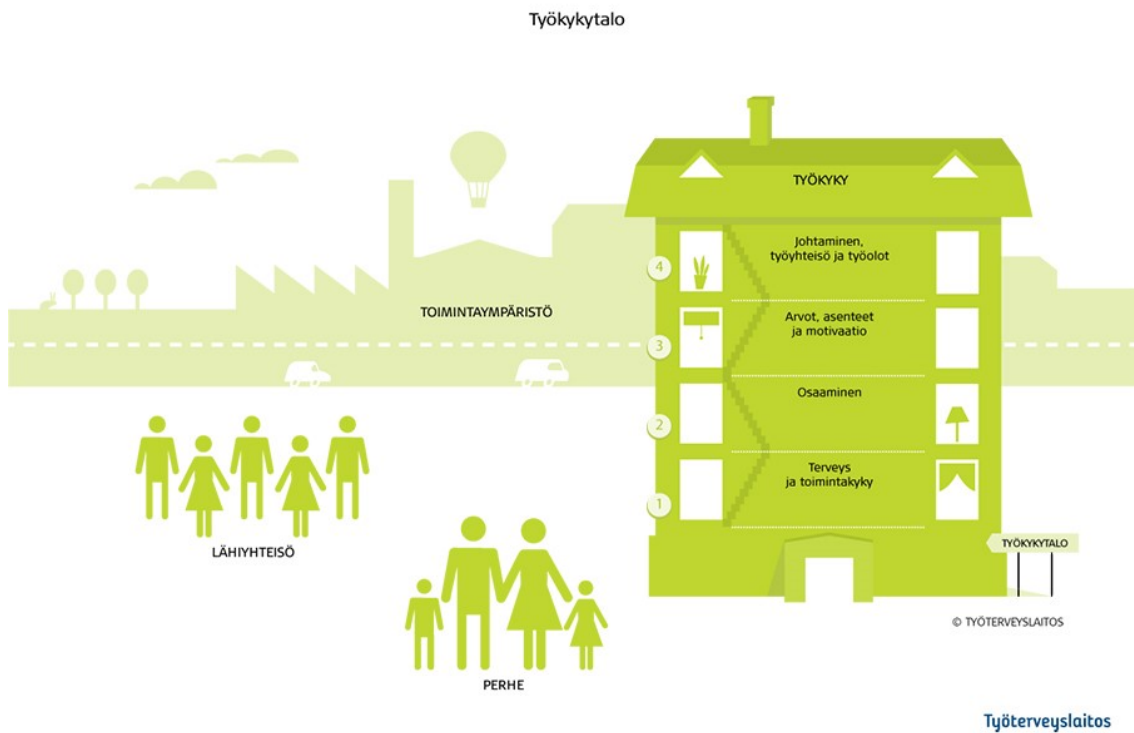 Työkykytalo
TYÖKYKY
4
Johtaminen,
työyhteisö ja työolot
3
Arvot, asenteet
ja motivaatio
2
Osaaminen
1
Terveys
ja toimintakyky
TOIMINTAYMPÄRISTÖ
LÄHIYHTEISÖ
PERHE
TYÖKYKYTALO
© TYÖTERVEYSLAITOS
Työterveyslaitos